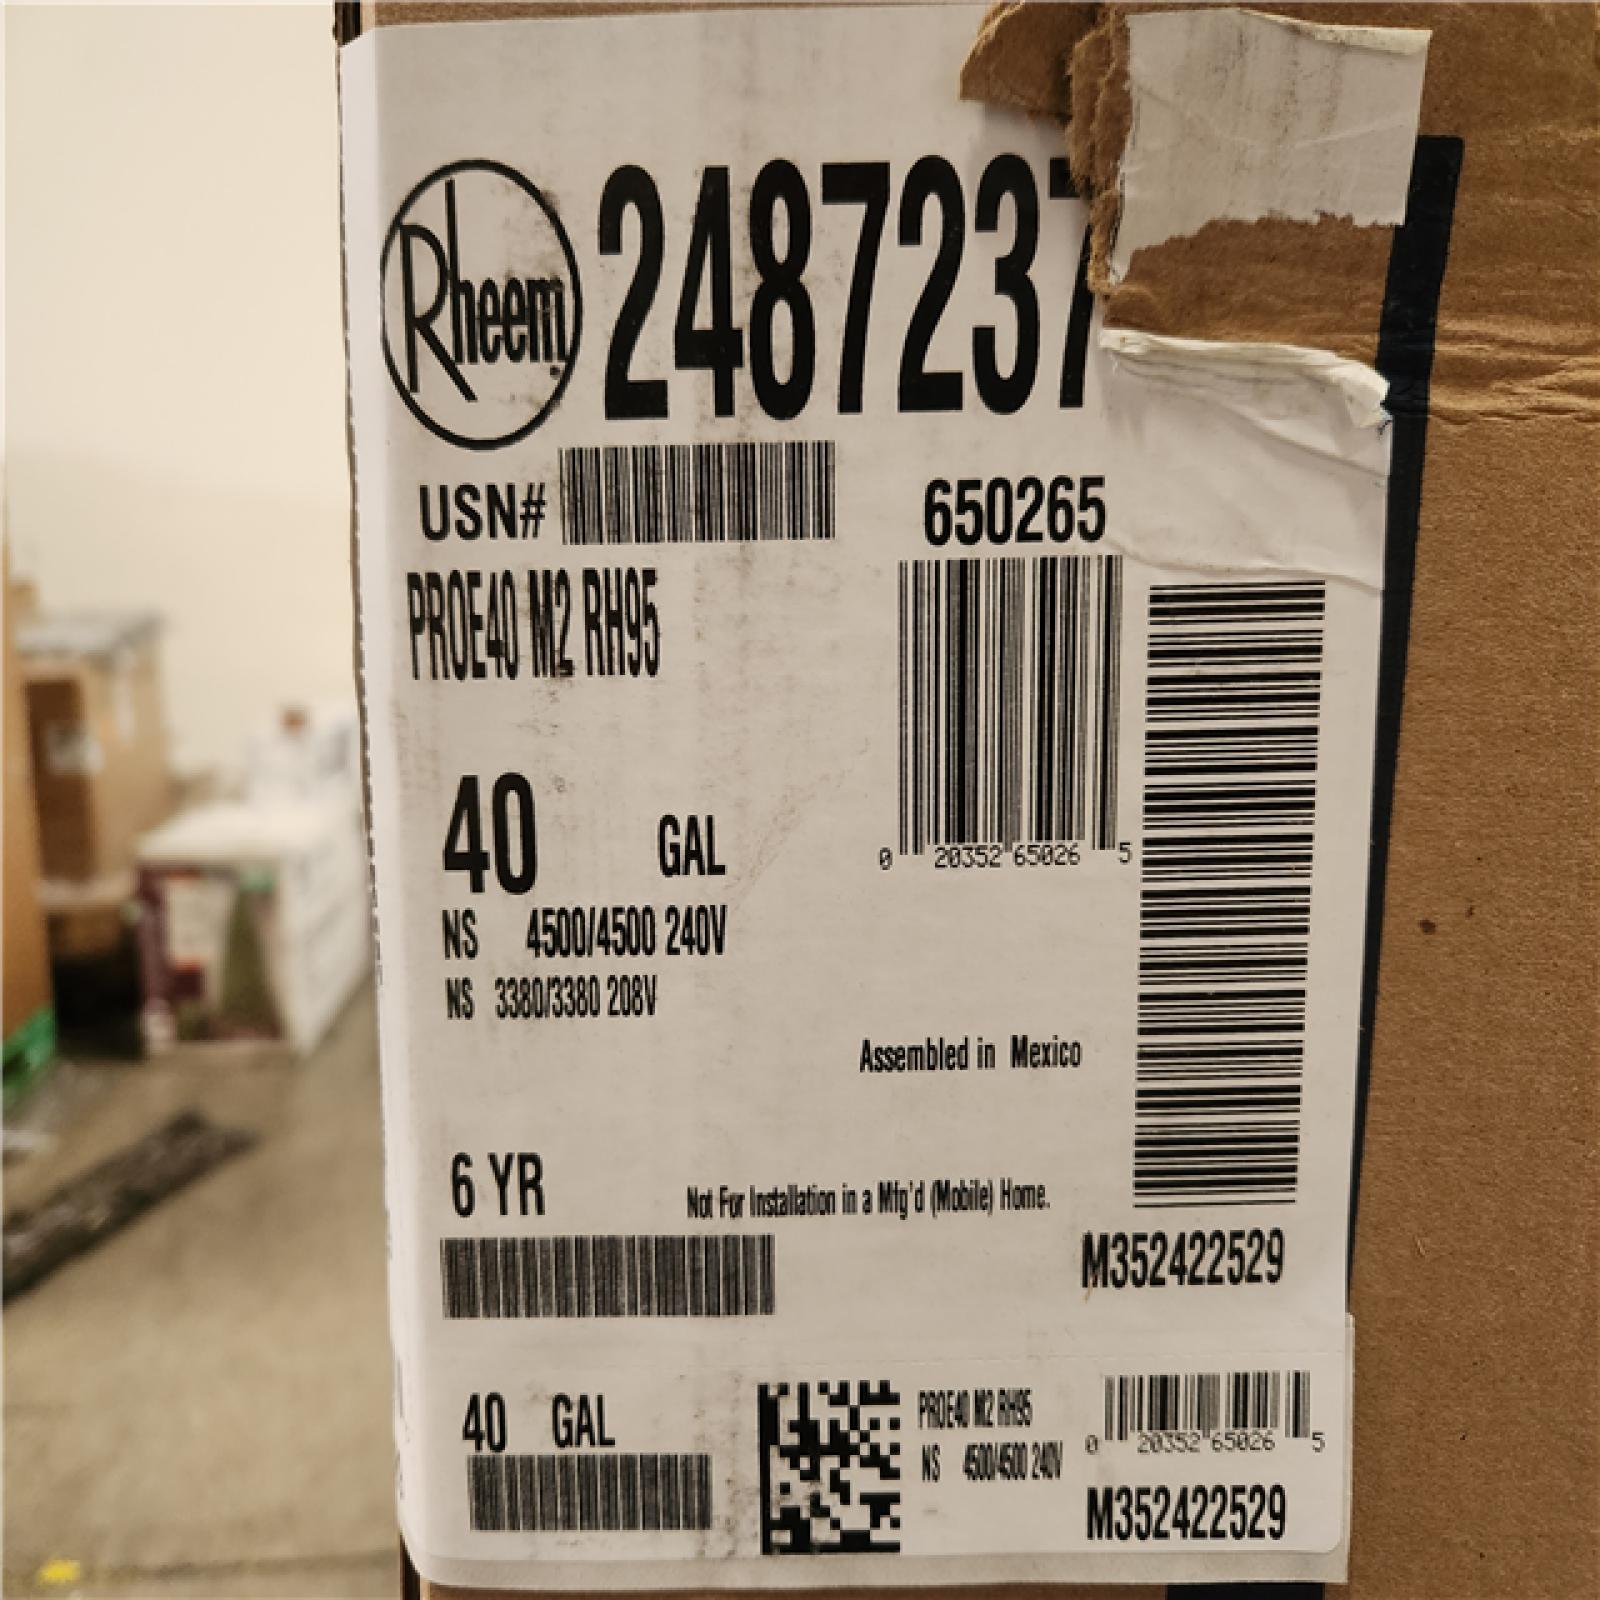 Rheem 2487237
USN# 650265
PROE40 M2 RH95
0 20352 65026 5
40 GAL
NS 4500/4500 240V
NS 3380/3380 208V
Assembled in Mexico
6 YR
Not For Installation in a Mfg'd (Mobile) Home.
M352422529
40 GAL
PROE40 M2 RH95
NS 4500/4500 240V
0 20352 65026 5
M352422529